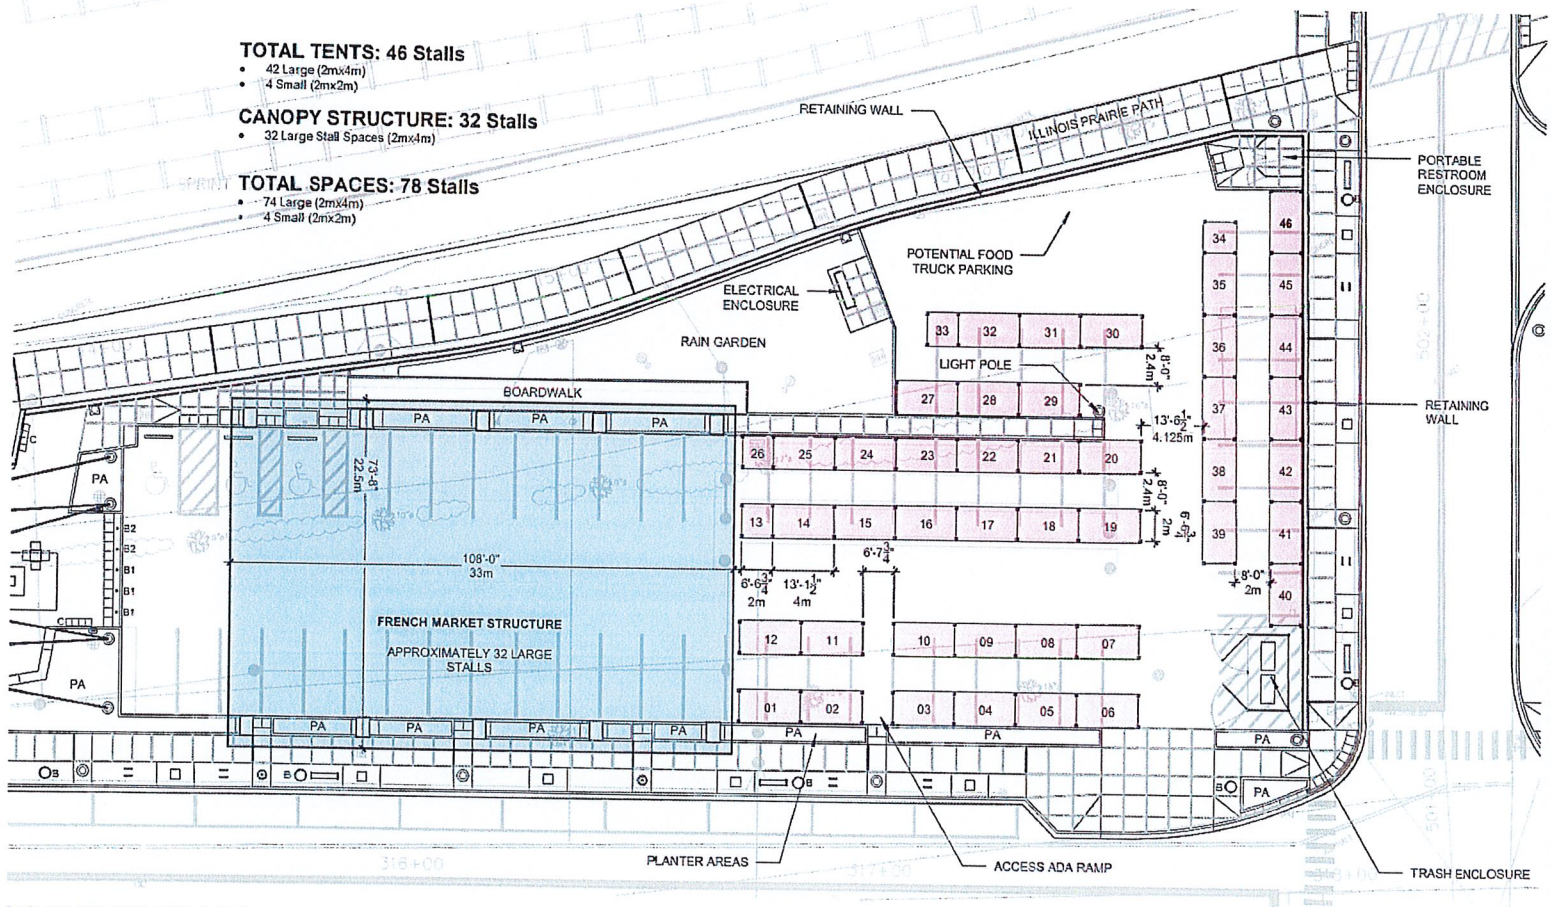 TOTAL TENTS: 46 Stalls
• 42 Large (2mx4m)
• 4 Small (2mx2m)
CANOPY STRUCTURE: 32 Stalls
• 32 Large Stall Spaces (2mx4m)
TOTAL SPACES: 78 Stalls
• 74 Large (2mx4m)
• 4 Small (2mx2m)
SPRINT
RETAINING WALL
ILLINOIS PRAIRIE PATH
PORTABLE
RESTROOM
ENCLOSURE
POTENTIAL FOOD
TRUCK PARKING
ELECTRICAL
ENCLOSURE
RAIN GARDEN
LIGHT POLE
BOARDWALK
RETAINING
WALL
34
35
36
37
38
39
46
45
44
43
42
41
40
33 32 31 30
8'-0"
2.4m
27 28 29
13'-6 1/2"
4.125m
PA PA PA
26 25 24 23 22 21 20
8'-0"
2.4m
13 14 15 16 17 18 19
6'-6 3/4"
2m
73'-8"
22.5m
108'-0"
33m
6'-7 3/4"
6'-6 3/4"
2m
13'-1 1/2"
4m
8'-0"
2m
C
PA
B2
B2
B1
B1
B1
C
PA
FRENCH MARKET STRUCTURE
APPROXIMATELY 32 LARGE
STALLS
12 11 10 09 08 07
01 02 03 04 05 06
PA PA PA PA PA PA PA
B B B B
PA
B
B
502+00
PLANTER AREAS
ACCESS ADA RAMP
TRASH ENCLOSURE
316+00
317+00